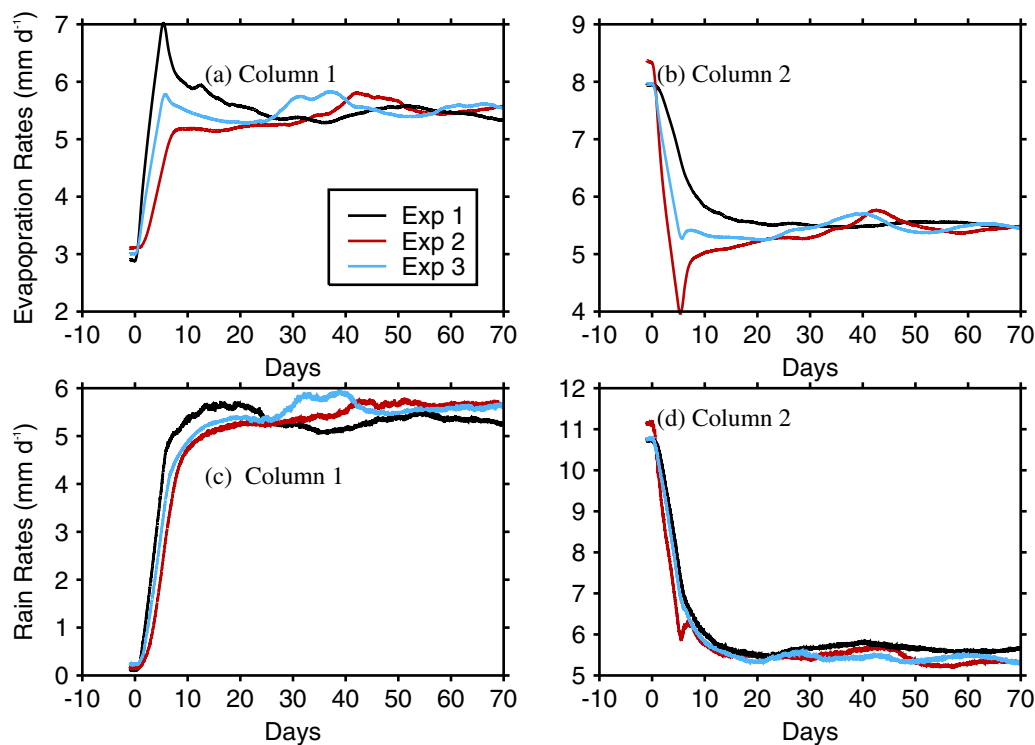 7
6
5
4
3
2
Evaporation Rates (mm d⁻¹)
(a) Column 1
Exp 1
Exp 2
Exp 3
-10 0 10 20 30 40 50 60 70
Days
9
8
7
6
5
4
(b) Column 2
-10 0 10 20 30 40 50 60 70
Days
6
5
4
3
2
1
0
Rain Rates (mm d⁻¹)
(c) Column 1
-10 0 10 20 30 40 50 60 70
Days
12
11
10
9
8
7
6
5
(d) Column 2
-10 0 10 20 30 40 50 60 70
Days